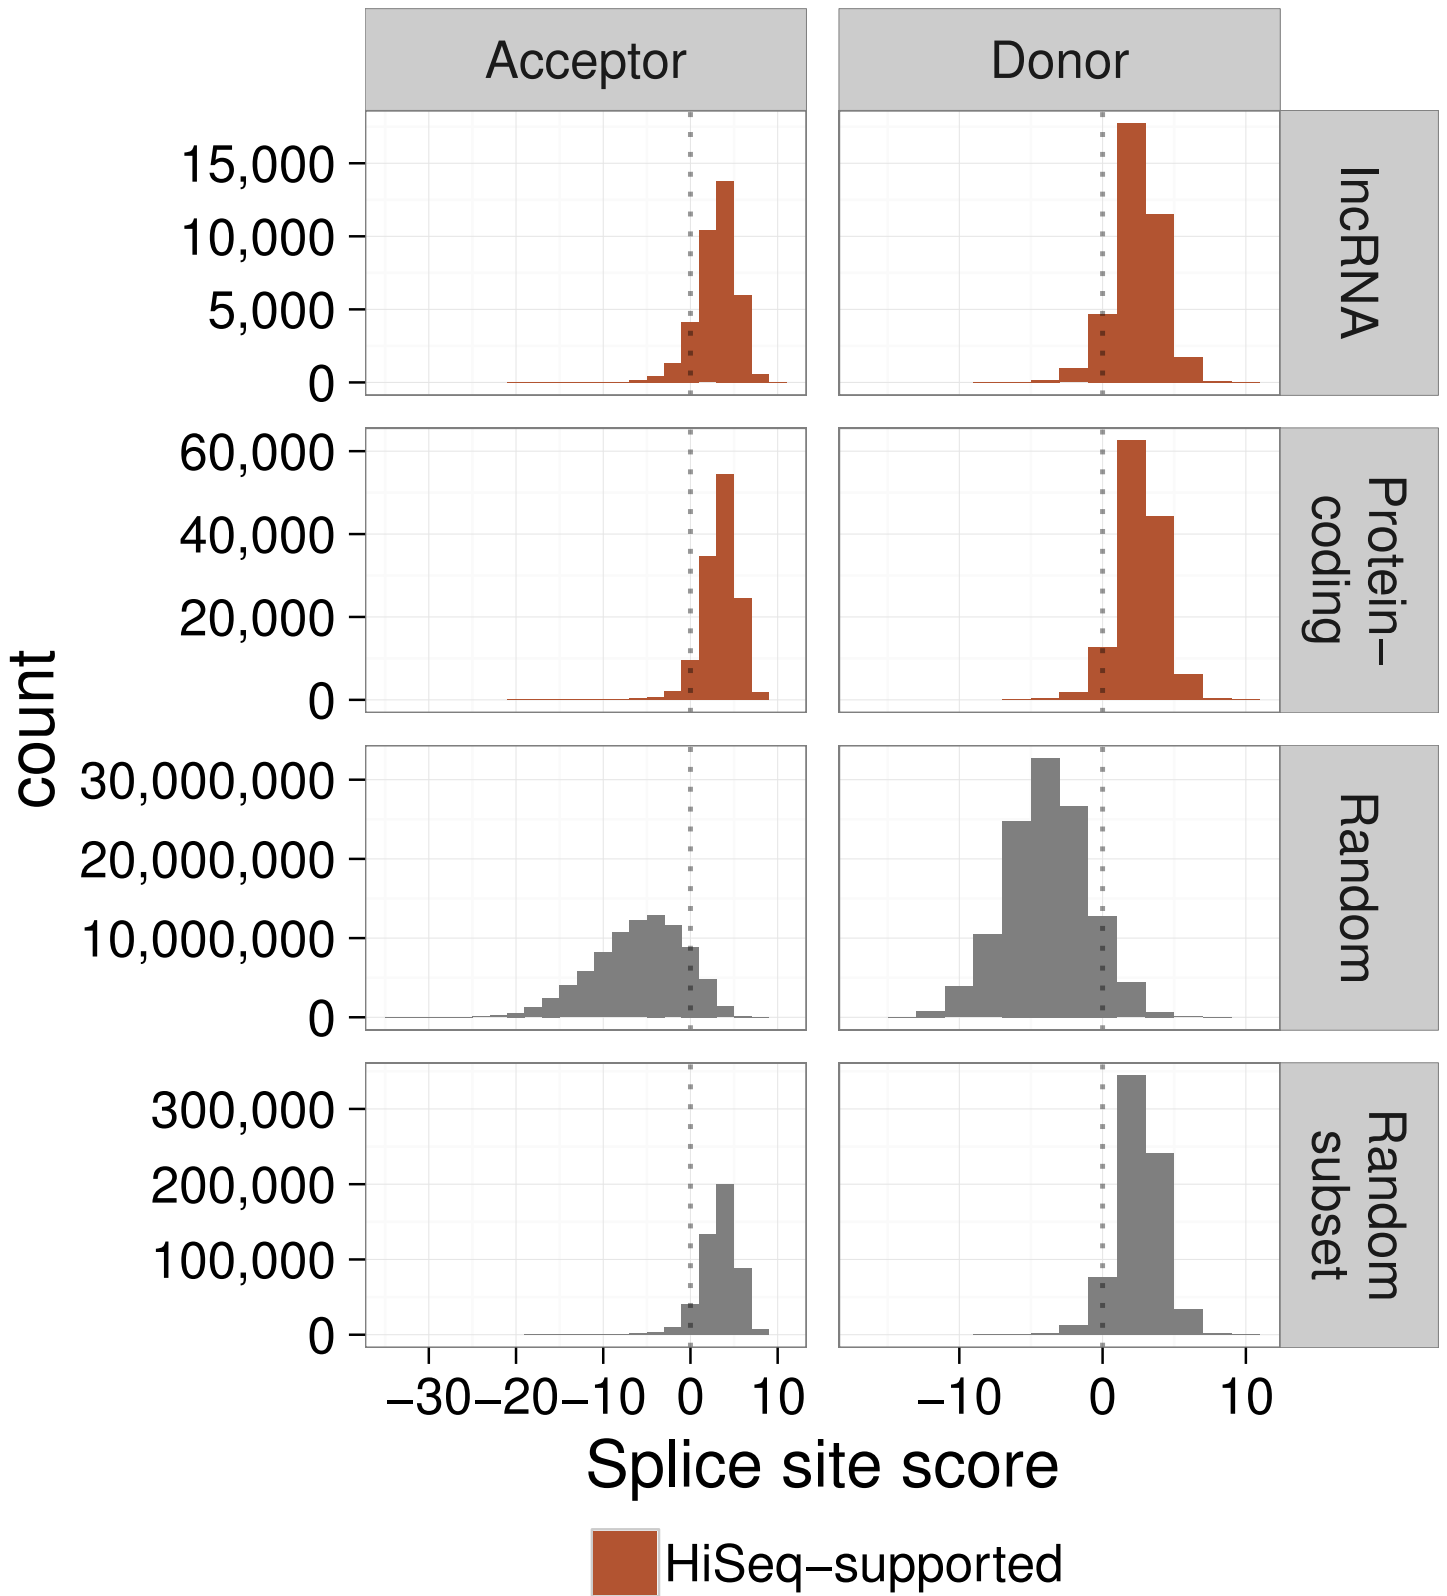 Acceptor
Donor
15,000
10,000
5,000
0
lncRNA
60,000
40,000
20,000
0
Protein−
coding
count
30,000,000
20,000,000
10,000,000
0
Random
300,000
200,000
100,000
0
Random
subset
−30 −20 −10 0 10
−10 0 10
Splice site score
HiSeq−supported